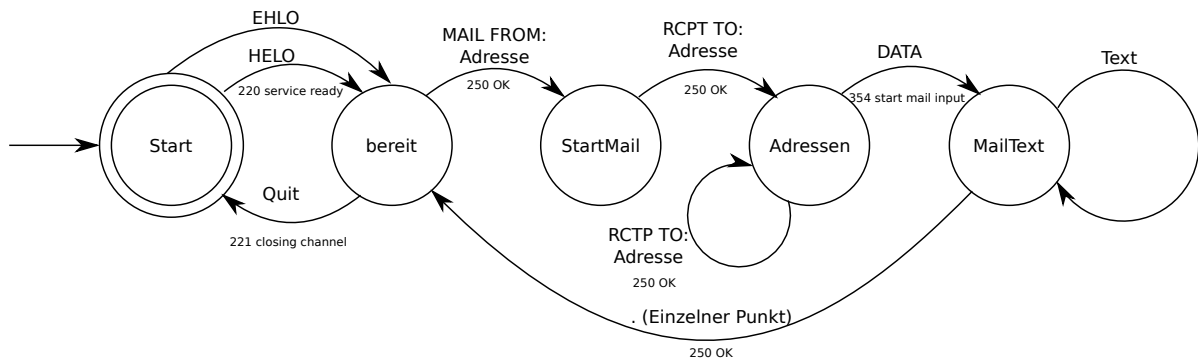 EHLO
HELO
220 service ready
MAIL FROM:
Adresse
250 OK
RCPT TO:
Adresse
250 OK
DATA
354 start mail input
Text
Start
bereit
StartMail
Adressen
MailText
Quit
221 closing channel
RCTP TO:
Adresse
250 OK
. (Einzelner Punkt)
250 OK